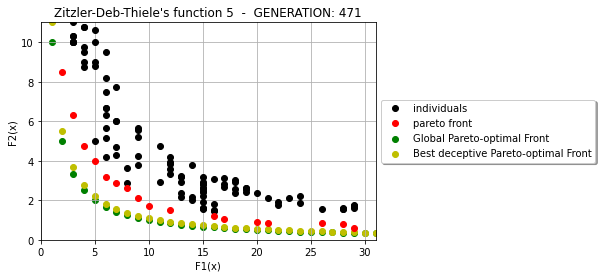 Zitzler-Deb-Thiele's function 5  -  GENERATION: 471
10
8
6
4
2
0
F2(x)
0 5 10 15 20 25 30
F1(x)
individuals
pareto front
Global Pareto-optimal Front
Best deceptive Pareto-optimal Front